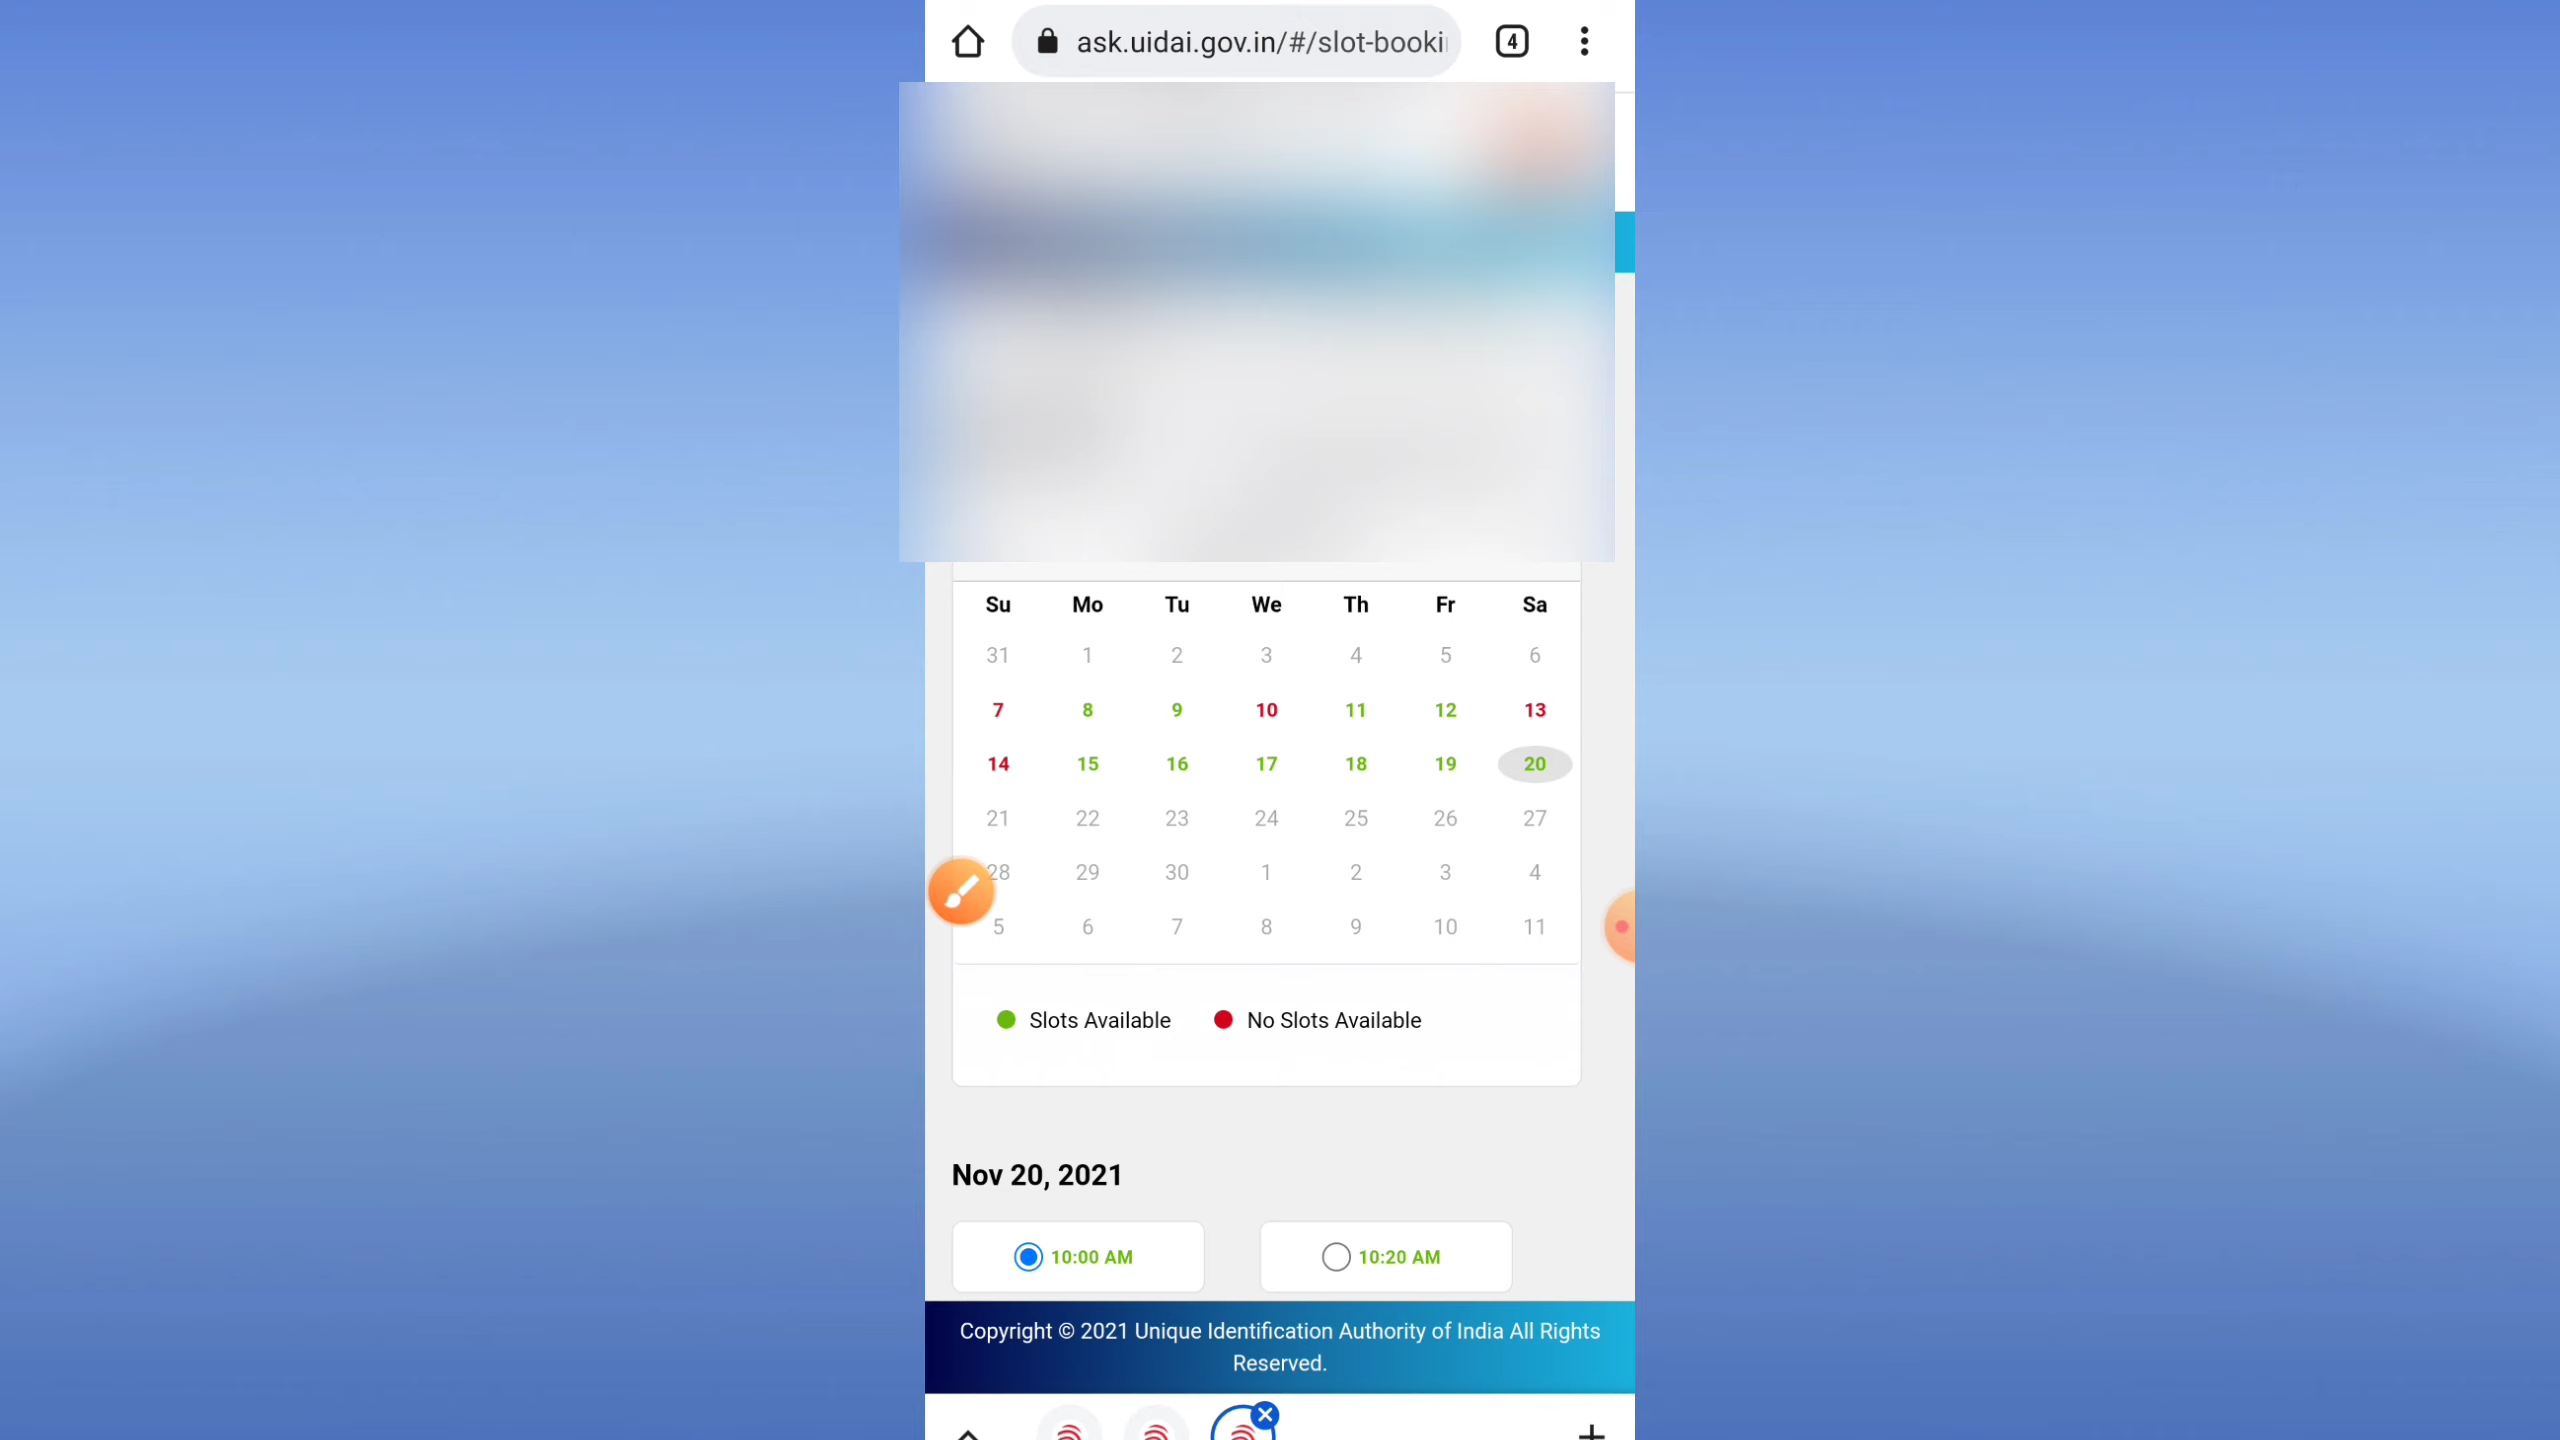 ask.uidai.gov.in/#/slot-booki
4
Su Mo Tu We Th Fr Sa
31 1 2 3 4 5 6
7 8 9 10 11 12 13
14 15 16 17 18 19 20
21 22 23 24 25 26 27
28 29 30 1 2 3 4
5 6 7 8 9 10 11
Slots Available No Slots Available
Nov 20, 2021
10:00 AM 10:20 AM
Copyright © 2021 Unique Identification Authority of India All Rights
Reserved.